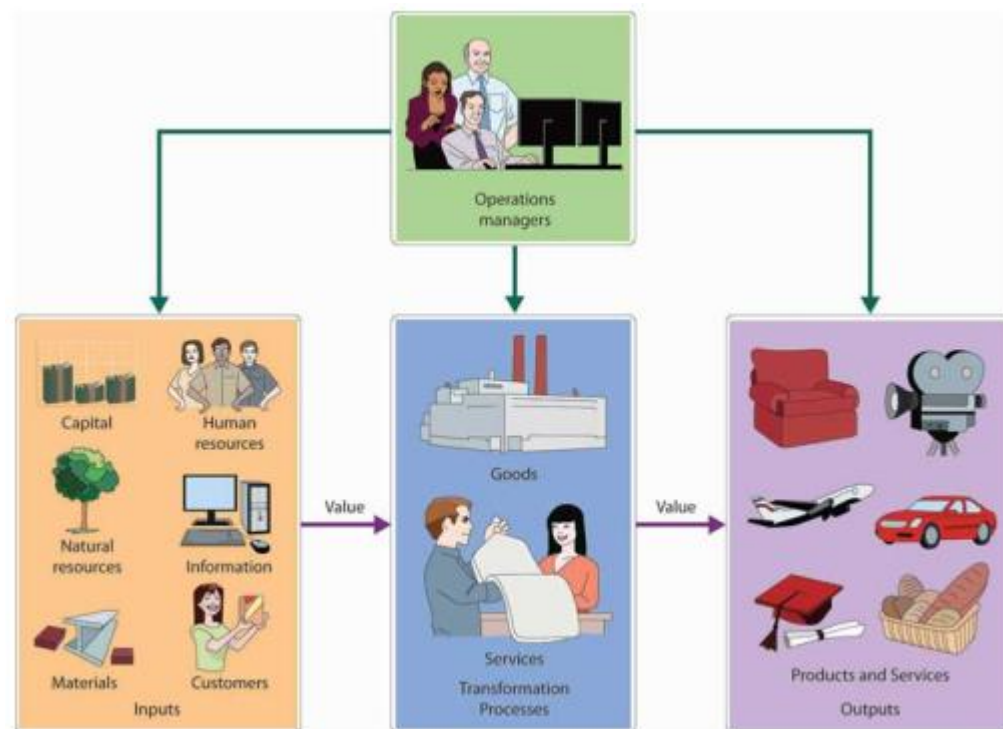 Operations
managers
Capital
Human
resources
Natural
resources
Information
Materials
Customers
Inputs
Value
Goods
Services
Transformation
Processes
Value
Products and Services
Outputs